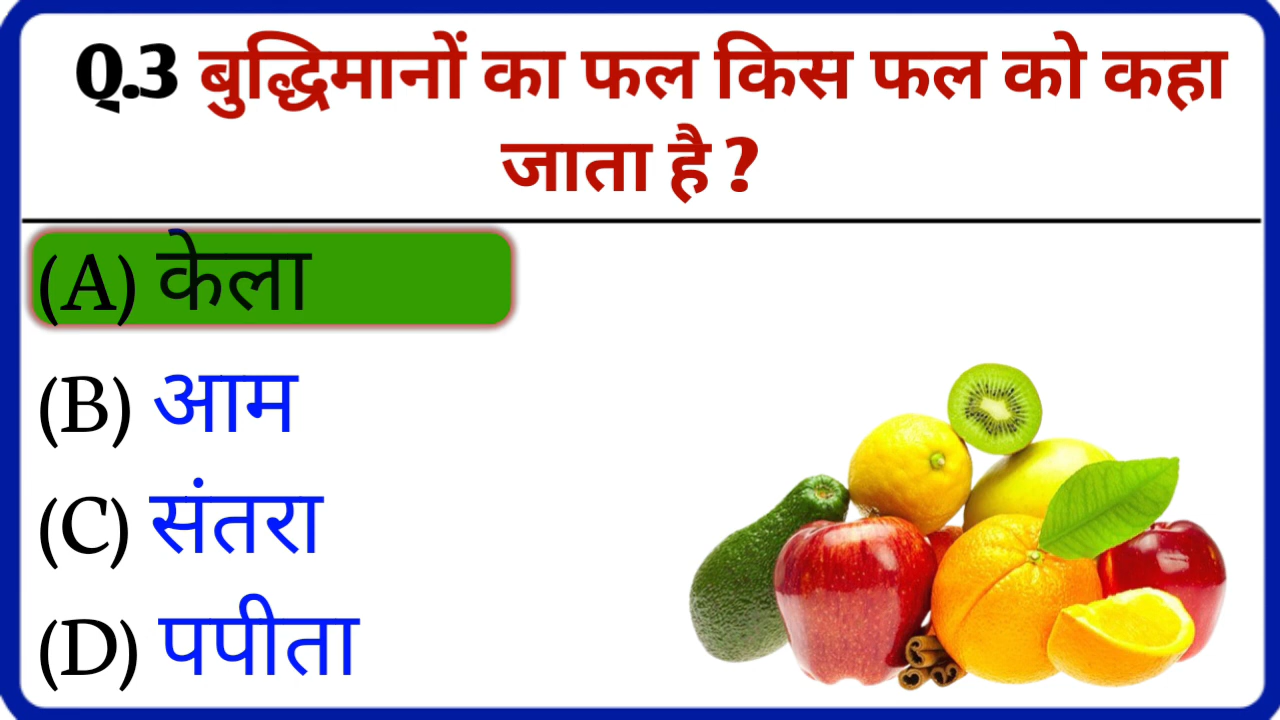 Q.3 बुद्धिमानों का फल किस फल को कहा
जाता है ?
(A) केला
(B) आम
(C) संतरा
(D) पपीता